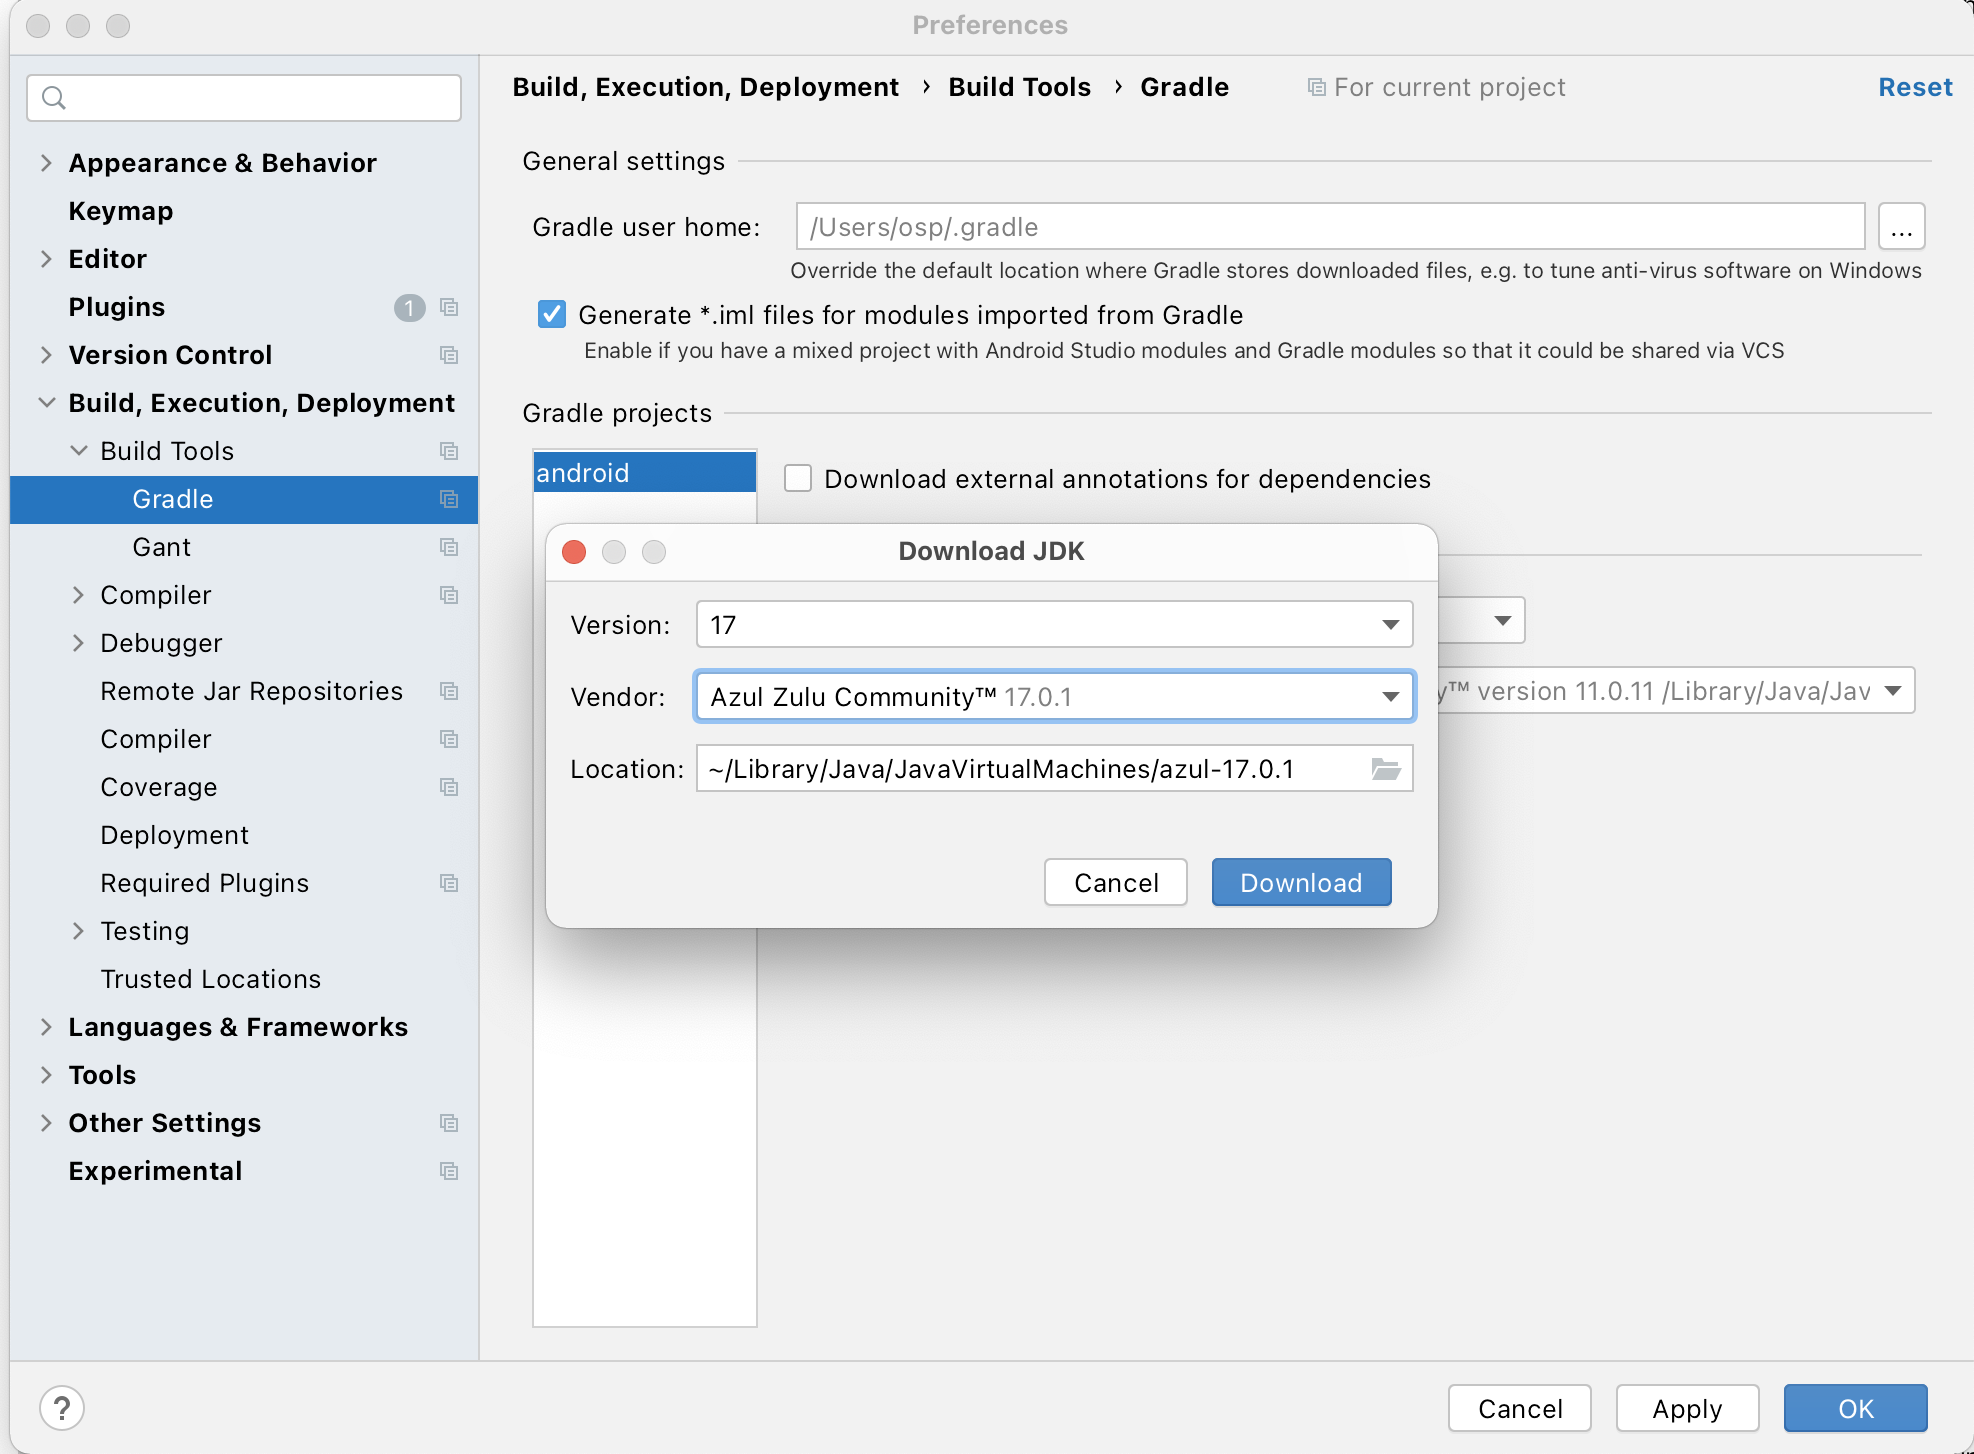 Preferences
Build, Execution, Deployment › Build Tools › Gradle For current project Reset
Appearance & Behavior
Keymap
Editor
Plugins 1
Version Control
Build, Execution, Deployment
Build Tools
Gradle
Gant
Compiler
Debugger
Remote Jar Repositories
Compiler
Coverage
Deployment
Required Plugins
Testing
Trusted Locations
Languages & Frameworks
Tools
Other Settings
Experimental
General settings
Gradle user home: /Users/osp/.gradle ...
Override the default location where Gradle stores downloaded files, e.g. to tune anti-virus software on Windows
Generate *.iml files for modules imported from Gradle
Enable if you have a mixed project with Android Studio modules and Gradle modules so that it could be shared via VCS
Gradle projects
android
Download external annotations for dependencies
Download JDK
Version: 17
Vendor: Azul Zulu Community™ 17.0.1
y™ version 11.0.11 /Library/Java/Jav
Location: ~/Library/Java/JavaVirtualMachines/azul-17.0.1
Cancel Download
? Cancel Apply OK